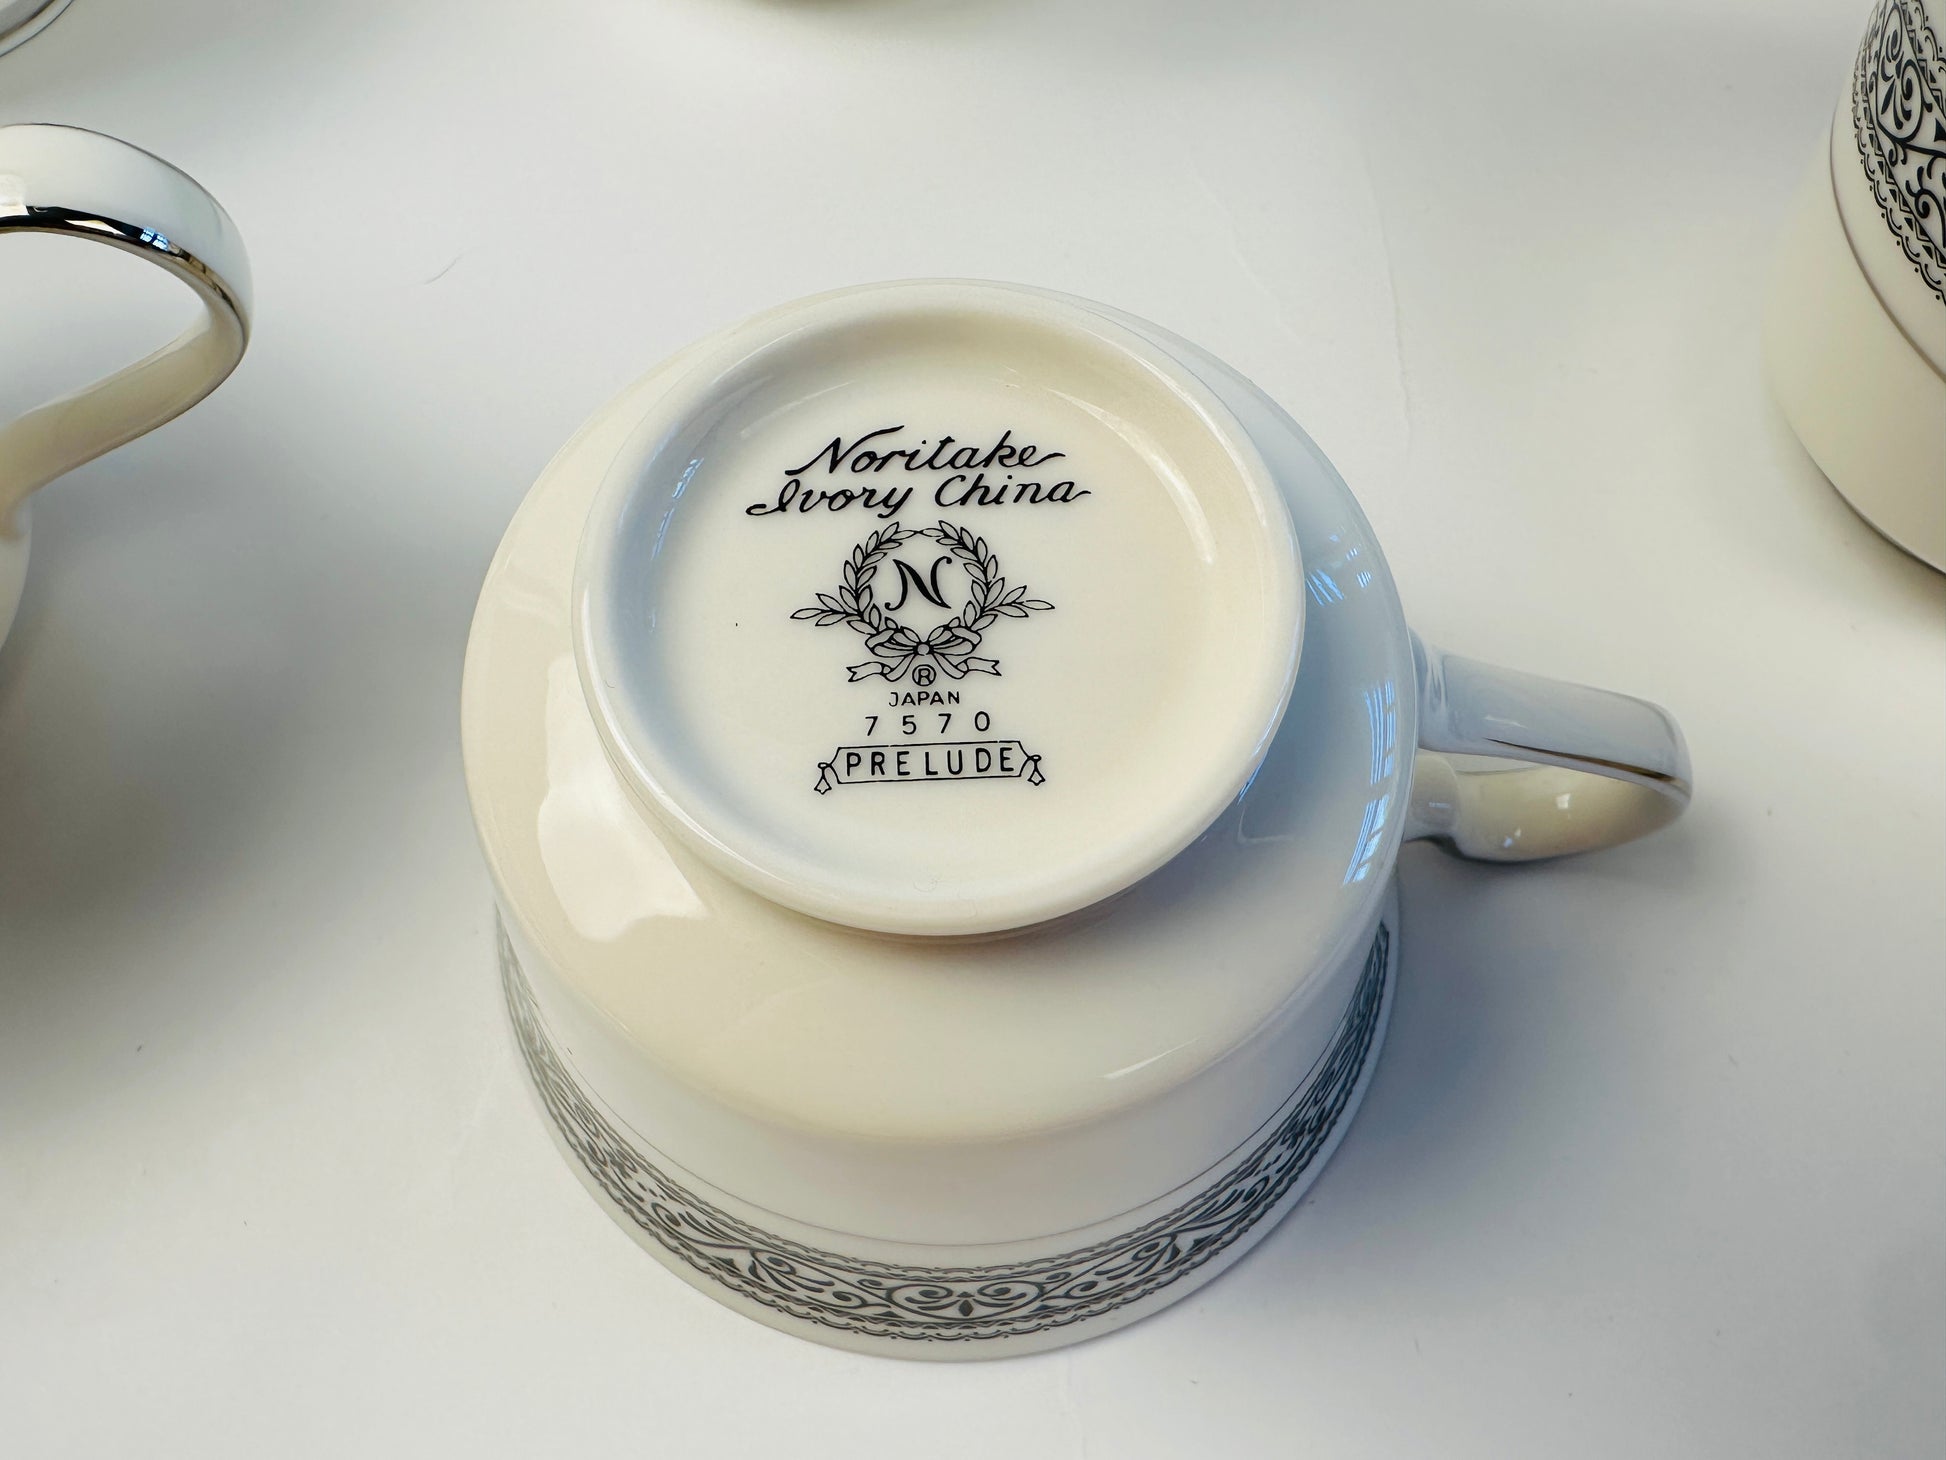 Noritake
Ivory China
N
®
JAPAN
7570
PRELUDE